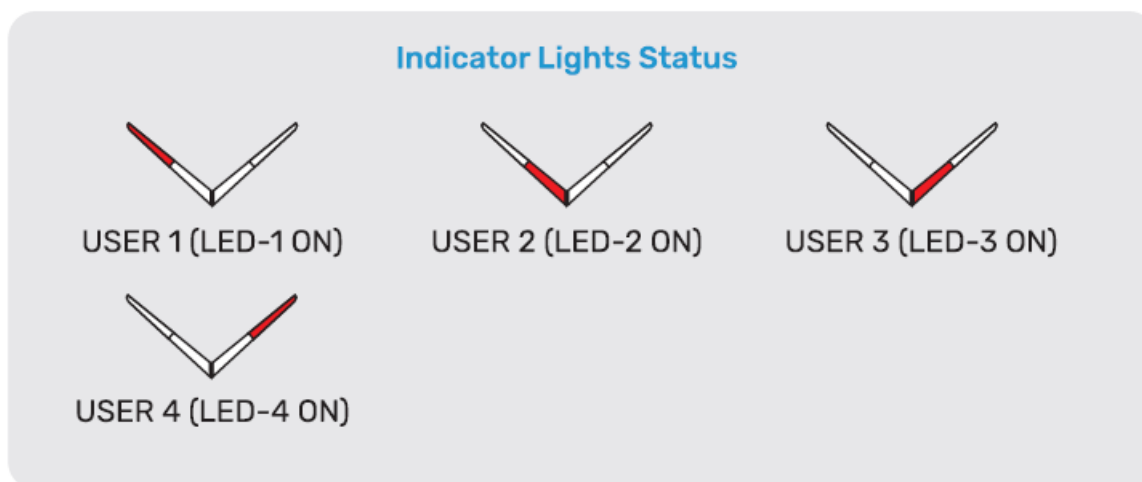 Indicator Lights Status
USER 1 (LED-1 ON)
USER 2 (LED-2 ON)
USER 3 (LED-3 ON)
USER 4 (LED-4 ON)